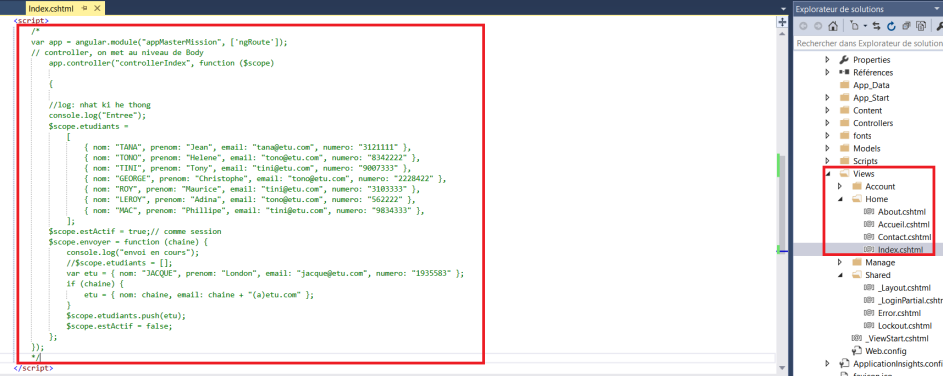 Index.cshtml
<script>
/*
var app = angular.module("appMasterMission", ['ngRoute']);
// controller, on met au niveau de Body
app.controller("controllerIndex", function ($scope)
{
//log: nhat ki he thong
console.log("Entree");
$scope.etudiants =
[
{ nom: "TANA", prenom: "Jean", email: "tana@etu.com", numero: "3121111" },
{ nom: "TONO", prenom: "Helene", email: "tono@etu.com", numero: "8342222" },
{ nom: "TINI", prenom: "Tony", email: "tini@etu.com", numero: "9007333" },
{ nom: "GEORGE", prenom: "Christophe", email: "tono@etu.com", numero: "2228422" },
{ nom: "ROY", prenom: "Maurice", email: "tini@etu.com", numero: "3103333" },
{ nom: "LEROY", prenom: "Adina", email: "tono@etu.com", numero: "562222" },
{ nom: "MAC", prenom: "Phillipe", email: "tini@etu.com", numero: "9834333" },
];
$scope.estActif = true;// comme session
$scope.envoyer = function (chaine) {
console.log("envoi en cours");
//$scope.etudiants = [];
var etu = { nom: "JACQUE", prenom: "London", email: "jacque@etu.com", numero: "1935583" };
if (chaine) {
etu = { nom: chaine, email: chaine + "(a)etu.com" };
}
$scope.etudiants.push(etu);
$scope.estActif = false;
};
});
*/
</script>
Explorateur de solutions
Rechercher dans Explorateur de solution
Properties
Références
App_Data
App_Start
Content
Controllers
fonts
Models
Scripts
Views
Account
Home
About.cshtml
Accueil.cshtml
Contact.cshtml
Index.cshtml
Manage
Shared
_Layout.cshtml
_LoginPartial.cshtm
Error.cshtml
Lockout.cshtml
_ViewStart.cshtml
Web.config
ApplicationInsights.confi